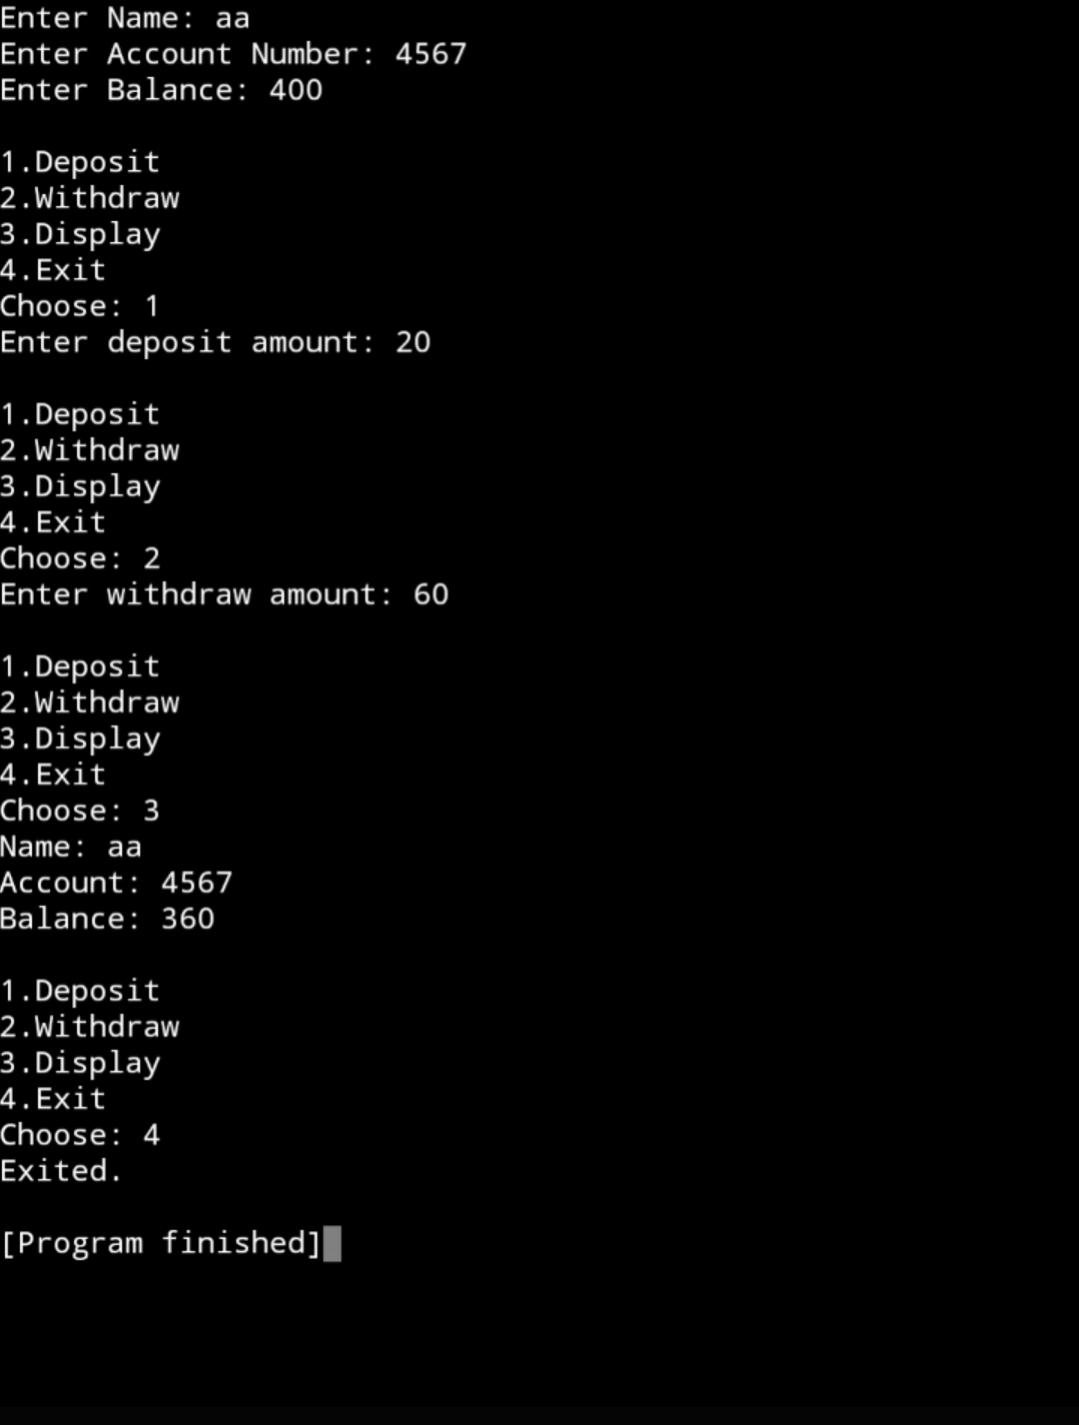 Enter Name: aa
Enter Account Number: 4567
Enter Balance: 400
1.Deposit
2.Withdraw
3.Display
4.Exit
Choose: 1
Enter deposit amount: 20
1.Deposit
2.Withdraw
3.Display
4.Exit
Choose: 2
Enter withdraw amount: 60
1.Deposit
2.Withdraw
3.Display
4.Exit
Choose: 3
Name: aa
Account: 4567
Balance: 360
1.Deposit
2.Withdraw
3.Display
4.Exit
Choose: 4
Exited.
[Program finished]